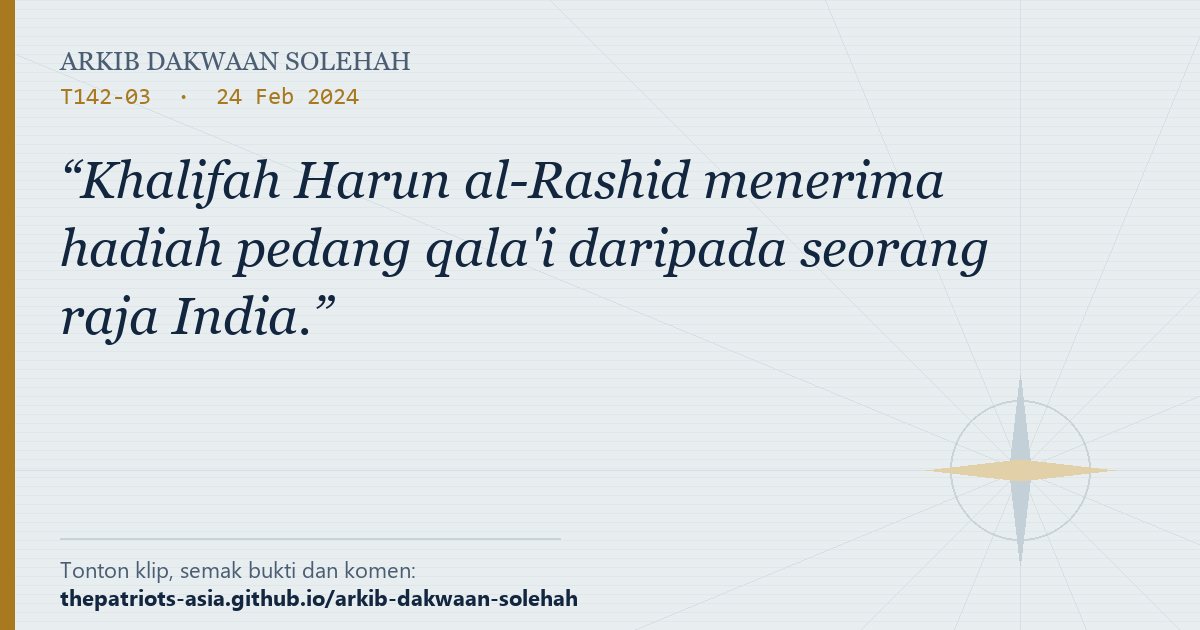 ARKIB DAKWAAN SOLEHAH
T142-03 · 24 Feb 2024
“Khalifah Harun al-Rashid menerima
hadiah pedang qala'i daripada seorang
raja India.”
Tonton klip, semak bukti dan komen:
thepatriots-asia.github.io/arkib-dakwaan-solehah